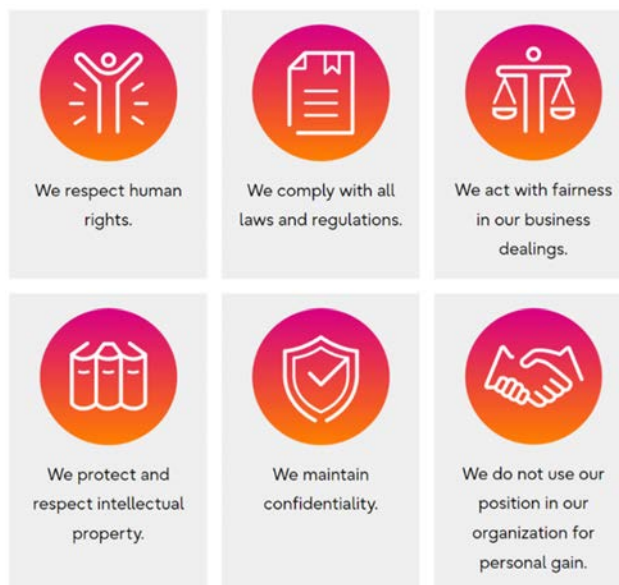 We respect human
rights.
We comply with all
laws and regulations.
We act with fairness
in our business
dealings.
We protect and
respect intellectual
property.
We maintain
confidentiality.
We do not use our
position in our
organization for
personal gain.